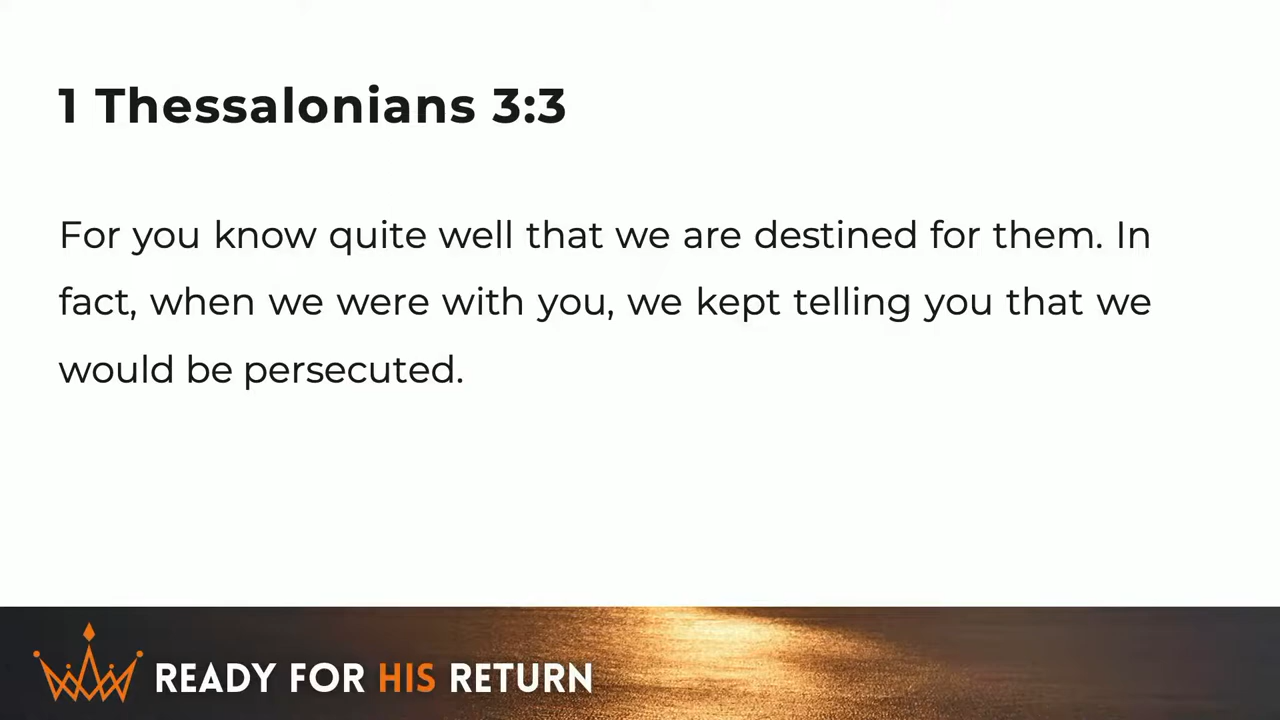 1 Thessalonians 3:3
For you know quite well that we are destined for them. In
fact, when we were with you, we kept telling you that we
would be persecuted.
READY FOR HIS RETURN